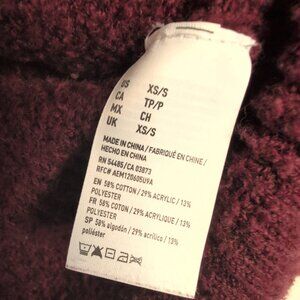 US XS/S
CA TP/P
MX CH
UK XS/S
MADE IN CHINA / FABRIQUÉ EN CHINE /
HECHO EN CHINA
RN 54485/CA 03873
RFC# AEM120605U9A
EN 58% COTTON / 29% ACRYLIC / 13%
POLYESTER
FR 58% COTON / 29% ACRYLIQUE / 13%
POLYESTER
SP 58% algodón / 29% acrílico / 13%
poliéster